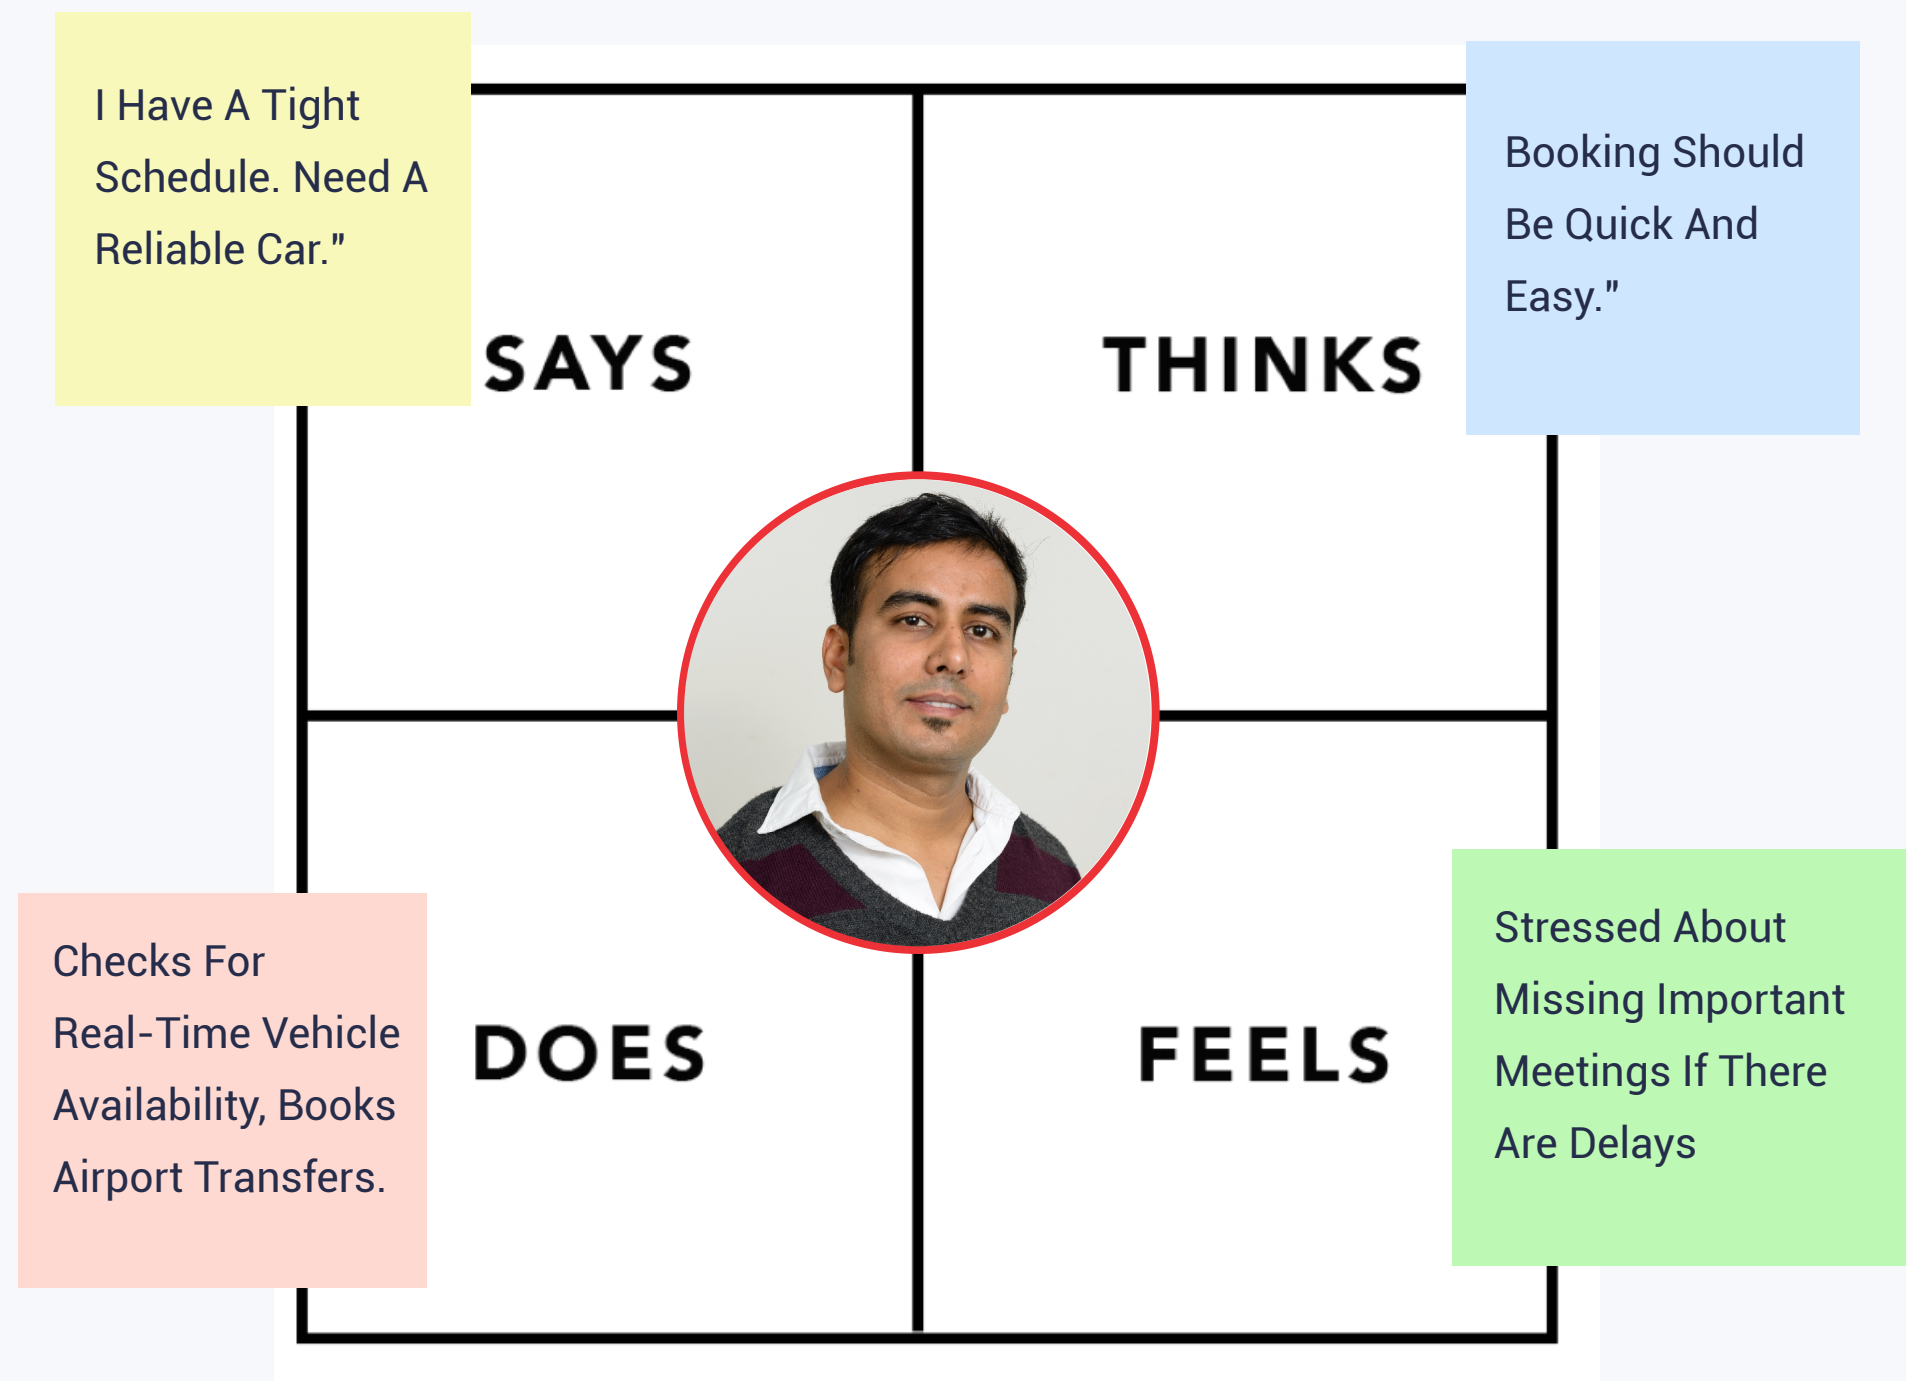 I Have A Tight
Schedule. Need A
Reliable Car."
SAYS
THINKS
Booking Should
Be Quick And
Easy."
Checks For
Real-Time Vehicle
Availability, Books
Airport Transfers.
DOES
FEELS
Stressed About
Missing Important
Meetings If There
Are Delays